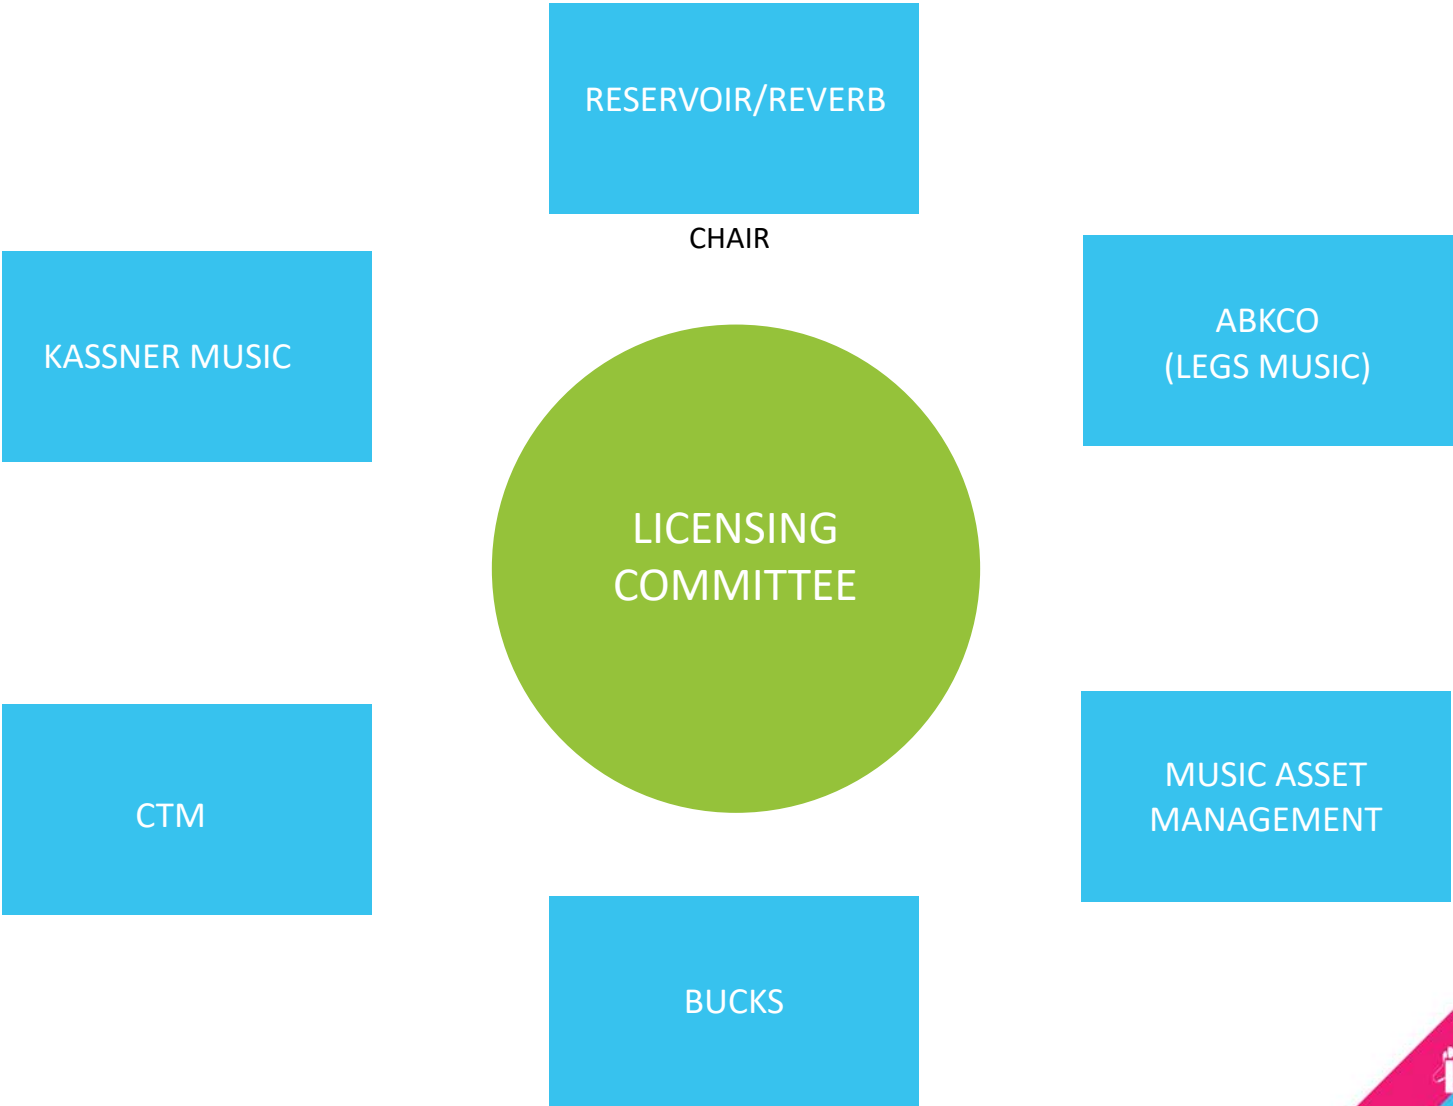 RESERVOIR/REVERB
CHAIR
KASSNER MUSIC
ABKCO
(LEGS MUSIC)
LICENSING
COMMITTEE
CTM
MUSIC ASSET
MANAGEMENT
BUCKS